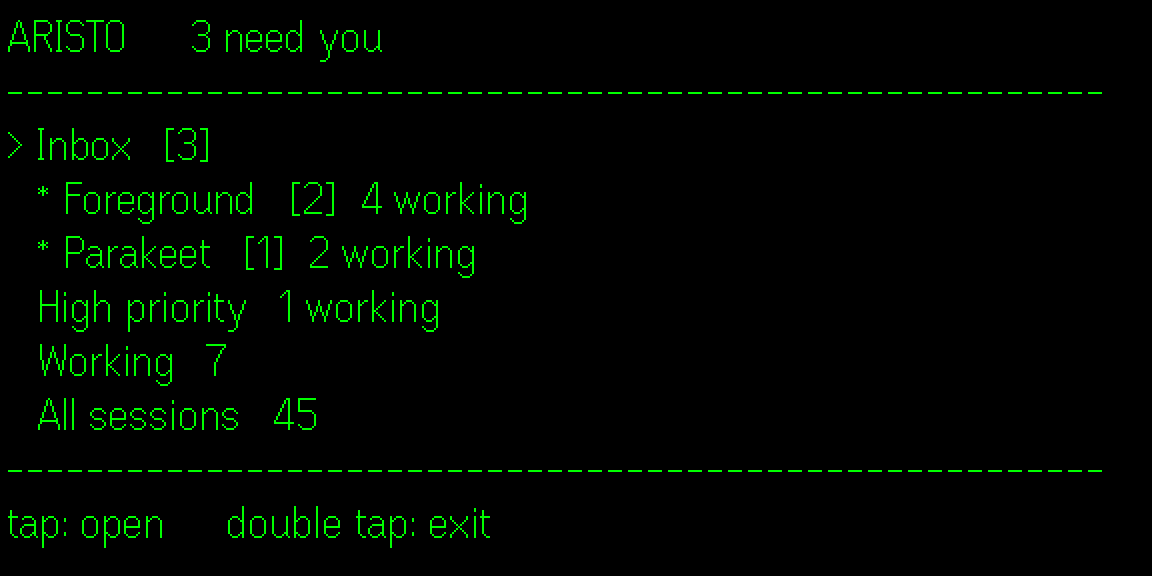 ARISTO 3 need you
--------------------------------------------------------
> Inbox [3]
* Foreground [2] 4 working
* Parakeet [1] 2 working
High priority 1 working
Working 7
All sessions 45
--------------------------------------------------------
tap: open double tap: exit